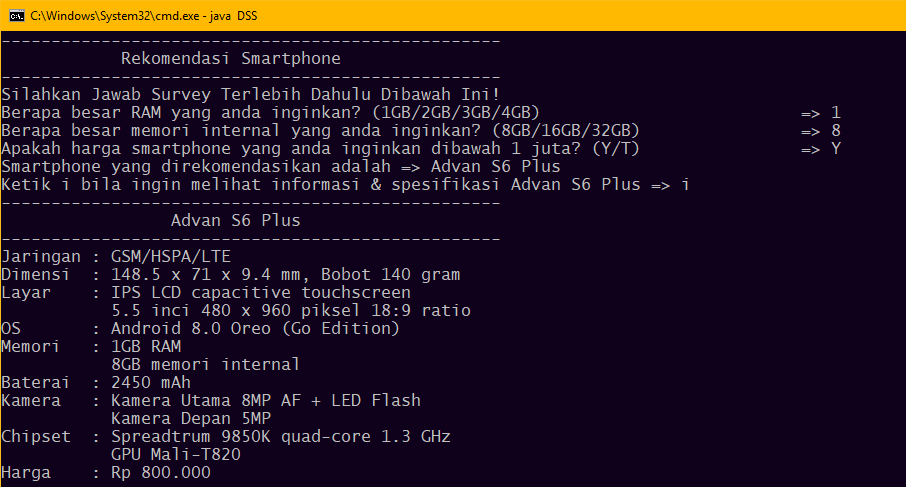 C:\Windows\System32\cmd.exe - java DSS
--------------------------------------------------
Rekomendasi Smartphone
--------------------------------------------------
Silahkan Jawab Survey Terlebih Dahulu Dibawah Ini!
Berapa besar RAM yang anda inginkan? (1GB/2GB/3GB/4GB) => 1
Berapa besar memori internal yang anda inginkan? (8GB/16GB/32GB) => 8
Apakah harga smartphone yang anda inginkan dibawah 1 juta? (Y/T) => Y
Smartphone yang direkomendasikan adalah => Advan S6 Plus
Ketik i bila ingin melihat informasi & spesifikasi Advan S6 Plus => i
--------------------------------------------------
Advan S6 Plus
--------------------------------------------------
Jaringan : GSM/HSPA/LTE
Dimensi : 148.5 x 71 x 9.4 mm, Bobot 140 gram
Layar : IPS LCD capacitive touchscreen
5.5 inci 480 x 960 piksel 18:9 ratio
OS : Android 8.0 Oreo (Go Edition)
Memori : 1GB RAM
8GB memori internal
Baterai : 2450 mAh
Kamera : Kamera Utama 8MP AF + LED Flash
Kamera Depan 5MP
Chipset : Spreadtrum 9850K quad-core 1.3 GHz
GPU Mali-T820
Harga : Rp 800.000